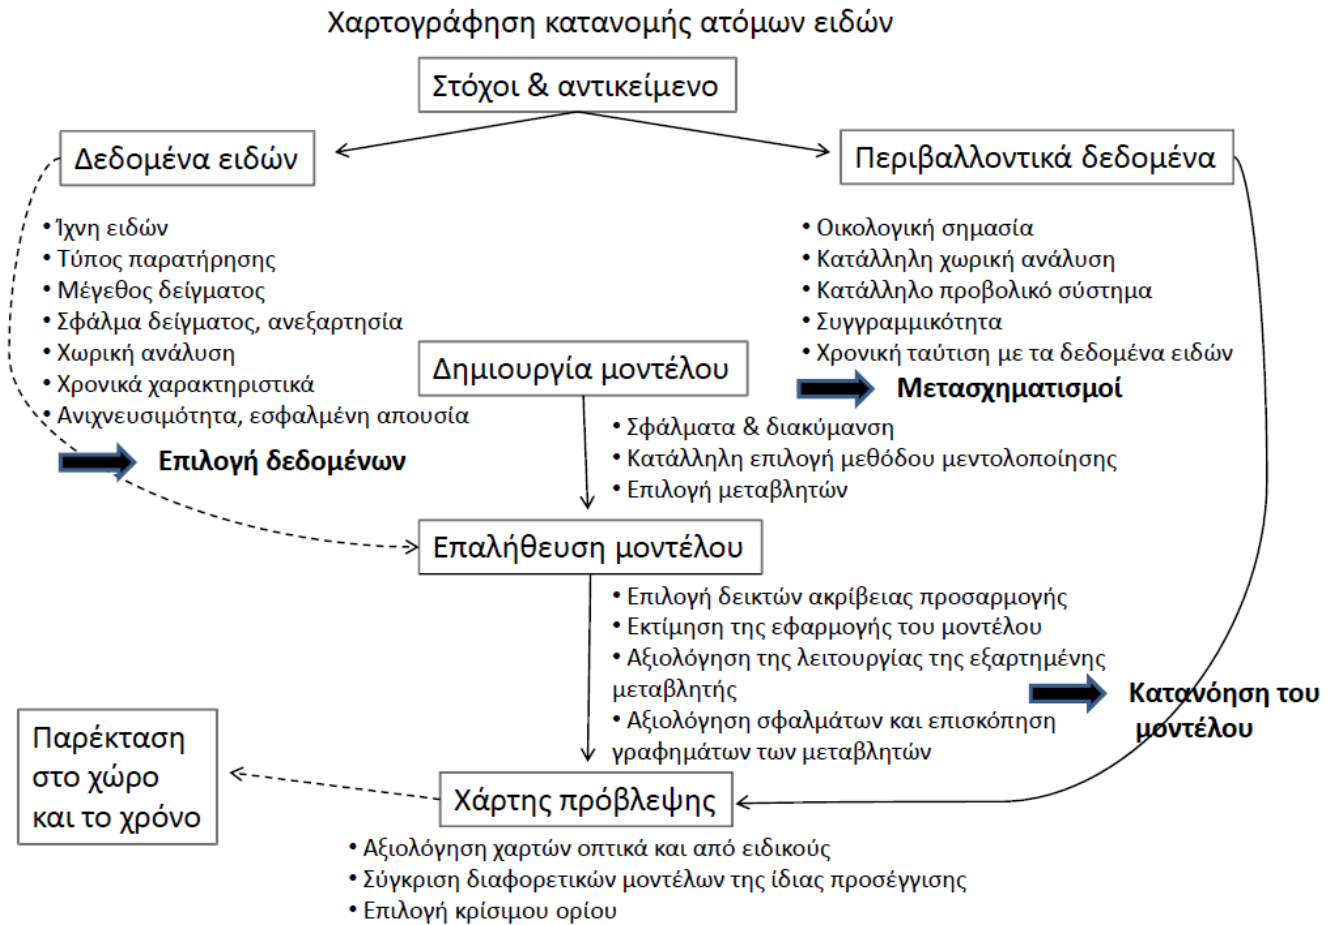 Χαρτογράφηση κατανομής ατόμων ειδών
Στόχοι & αντικείμενο
Δεδομένα ειδών
Περιβαλλοντικά δεδομένα
• Ίχνη ειδών
• Τύπος παρατήρησης
• Μέγεθος δείγματος
• Σφάλμα δείγματος, ανεξαρτησία
• Χωρική ανάλυση
• Χρονικά χαρακτηριστικά
• Ανιχνευσιμότητα, εσφαλμένη απουσία
Επιλογή δεδομένων
• Οικολογική σημασία
• Κατάλληλη χωρική ανάλυση
• Κατάλληλο προβολικό σύστημα
• Συγγραμμικότητα
• Χρονική ταύτιση με τα δεδομένα ειδών
Μετασχηματισμοί
Δημιουργία μοντέλου
• Σφάλματα & διακύμανση
• Κατάλληλη επιλογή μεθόδου μεντολοποίησης
• Επιλογή μεταβλητών
Επαλήθευση μοντέλου
• Επιλογή δεικτών ακρίβειας προσαρμογής
• Εκτίμηση της εφαρμογής του μοντέλου
• Αξιολόγηση της λειτουργίας της εξαρτημένης
μεταβλητής
• Αξιολόγηση σφαλμάτων και επισκόπηση
γραφημάτων των μεταβλητών
Κατανόηση του
μοντέλου
Παρέκταση
στο χώρο
και το χρόνο
Χάρτης πρόβλεψης
• Αξιολόγηση χαρτών οπτικά και από ειδικούς
• Σύγκριση διαφορετικών μοντέλων της ίδιας προσέγγισης
• Επιλογή κρίσιμου ορίου